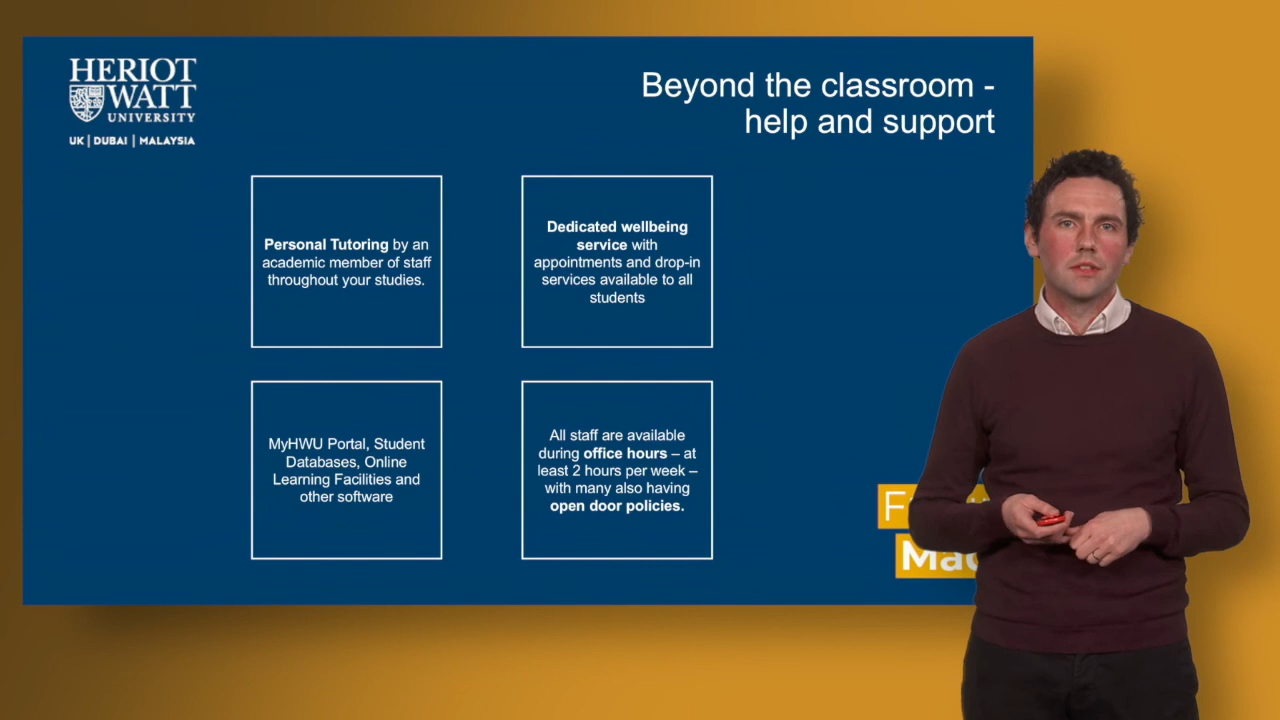 HERIOT
WATT
UNIVERSITY
UK | DUBAI | MALAYSIA
Beyond the classroom -
help and support
Personal Tutoring by an
academic member of staff
throughout your studies.
Dedicated wellbeing
service with
appointments and drop-in
services available to all
students
MyHWU Portal, Student
Databases, Online
Learning Facilities and
other software
All staff are available
during office hours – at
least 2 hours per week –
with many also having
open door policies.